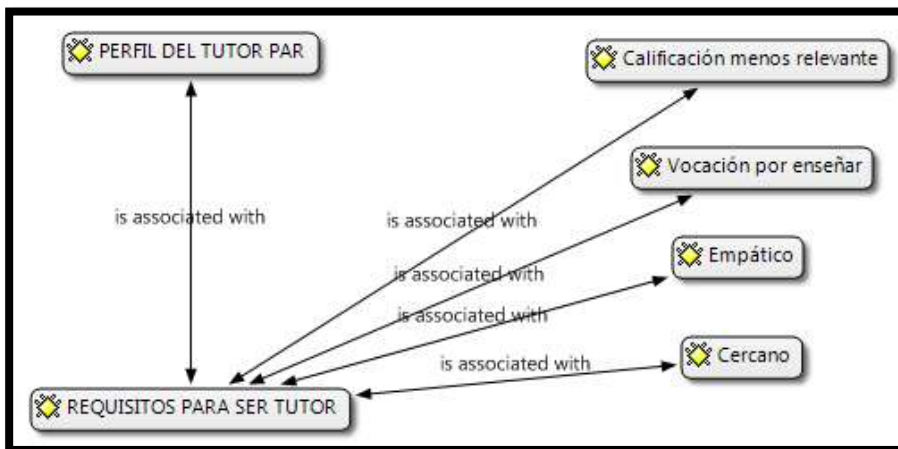 PERFIL DEL TUTOR PAR
Calificación menos relevante
Vocación por enseñar
is associated with
is associated with
Empático
is associated with
is associated with
Cercano
is associated with
REQUISITOS PARA SER TUTOR